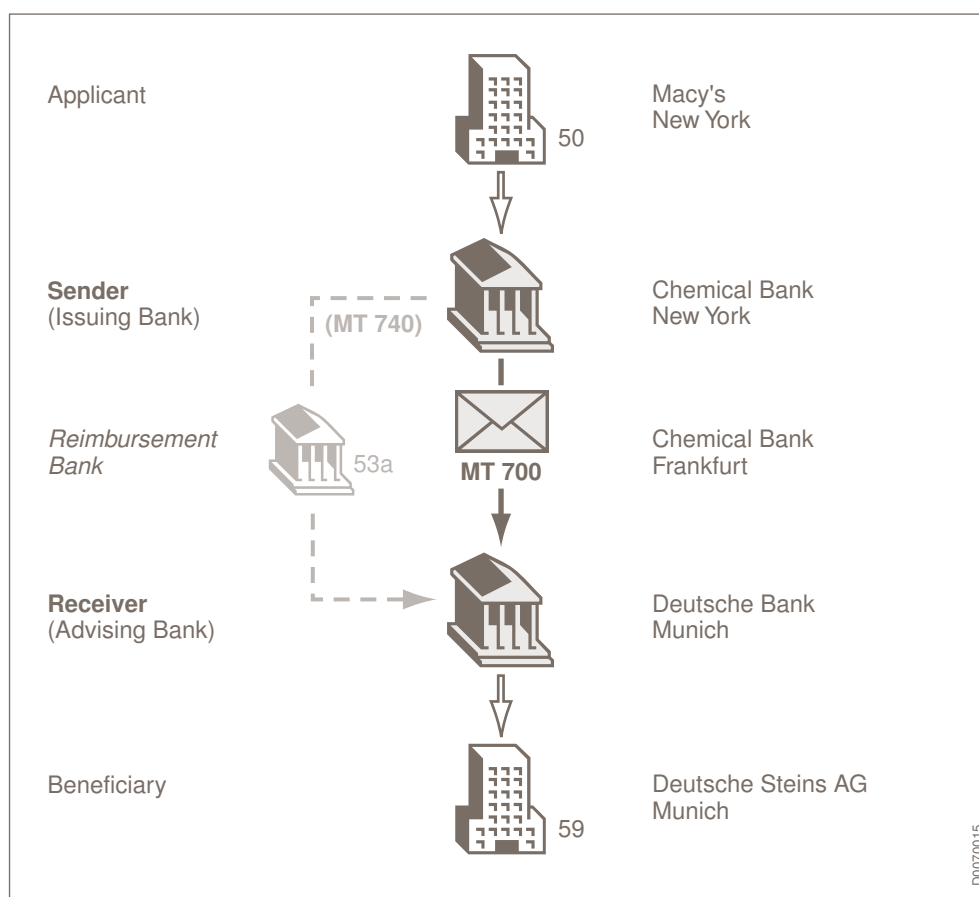 Applicant
50
Macy's
New York
Sender
(Issuing Bank)
(MT 740)
Chemical Bank
New York
Reimbursement
Bank
53a
MT 700
Chemical Bank
Frankfurt
Receiver
(Advising Bank)
Deutsche Bank
Munich
Beneficiary
59
Deutsche Steins AG
Munich
D0070015